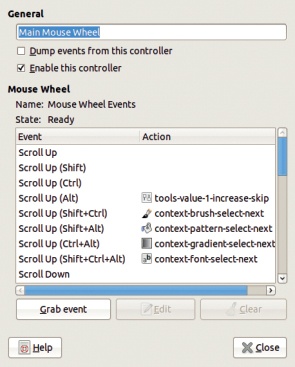 General
Main Mouse Wheel
Dump events from this controller
Enable this controller
Mouse Wheel
Name: Mouse Wheel Events
State: Ready
Event Action
Scroll Up
Scroll Up (Shift)
Scroll Up (Ctrl)
Scroll Up (Alt) tools-value-1-increase-skip
Scroll Up (Shift+Ctrl) context-brush-select-next
Scroll Up (Shift+Alt) context-pattern-select-next
Scroll Up (Ctrl+Alt) context-gradient-select-next
Scroll Up (Shift+Ctrl+Alt) context-font-select-next
Scroll Down
Grab event Edit Clear
Help Close